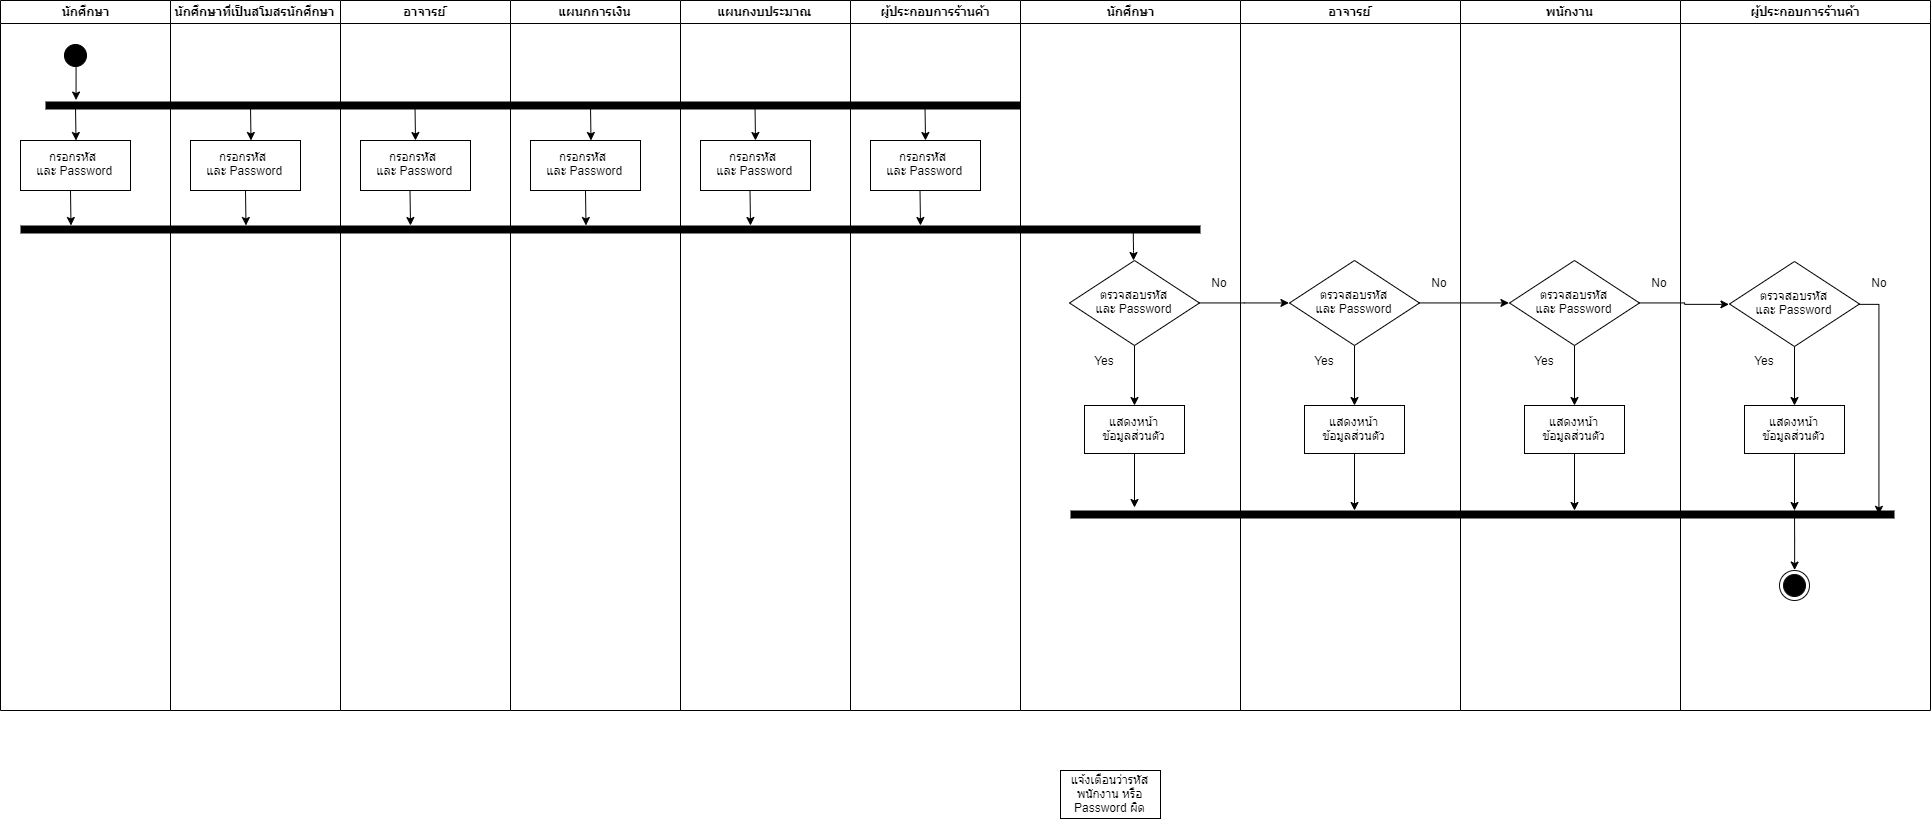 นักศึกษา
นักศึกษาที่เป็นสโมสรนักศึกษา
อาจารย์
แผนกการเงิน
แผนกงบประมาณ
ผู้ประกอบการร้านค้า
นักศึกษา
อาจารย์
พนักงาน
ผู้ประกอบการร้านค้า
กรอกรหัส
และ Password
กรอกรหัส
และ Password
กรอกรหัส
และ Password
กรอกรหัส
และ Password
กรอกรหัส
และ Password
กรอกรหัส
และ Password
ตรวจสอบรหัส
และ Password
No
ตรวจสอบรหัส
และ Password
No
ตรวจสอบรหัส
และ Password
No
ตรวจสอบรหัส
และ Password
No
Yes
Yes
Yes
Yes
แสดงหน้า
ข้อมูลส่วนตัว
แสดงหน้า
ข้อมูลส่วนตัว
แสดงหน้า
ข้อมูลส่วนตัว
แสดงหน้า
ข้อมูลส่วนตัว
แจ้งเตือนว่ารหัส
พนักงาน หรือ
Password ผิด